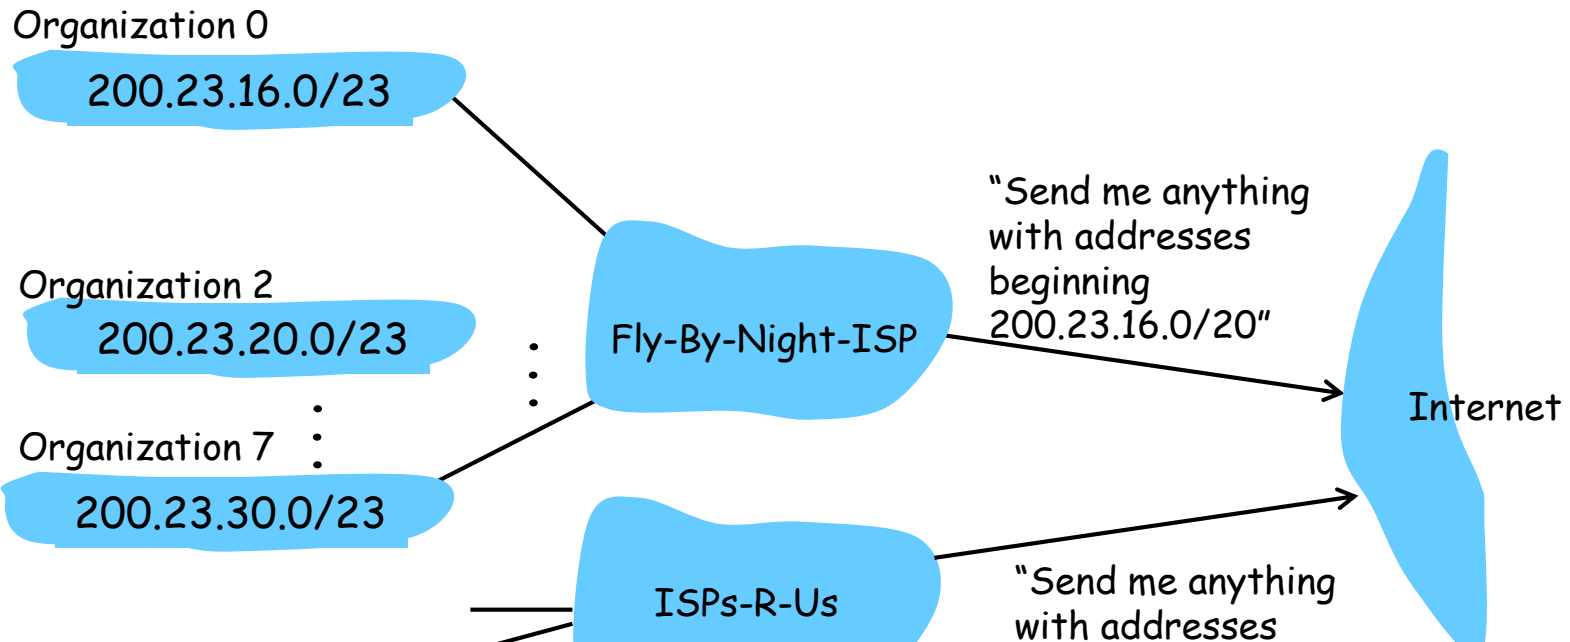 Organization 0
200.23.16.0/23
“Send me anything
with addresses
beginning
200.23.16.0/20”
Organization 2
200.23.20.0/23
Fly-By-Night-ISP
Internet
Organization 7
200.23.30.0/23
ISPs-R-Us
“Send me anything
with addresses